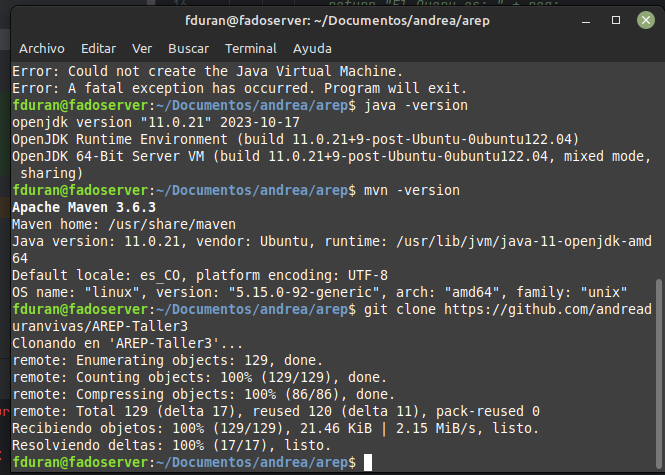 16 return "El Query es: " + req;
fduran@fadoserver: ~/Documentos/andrea/arep
Archivo Editar Ver Buscar Terminal Ayuda
Error: Could not create the Java Virtual Machine.
Error: A fatal exception has occurred. Program will exit.
fduran@fadoserver:~/Documentos/andrea/arep$ java -version
openjdk version "11.0.21" 2023-10-17
OpenJDK Runtime Environment (build 11.0.21+9-post-Ubuntu-0ubuntu122.04)
OpenJDK 64-Bit Server VM (build 11.0.21+9-post-Ubuntu-0ubuntu122.04, mixed mode,
 sharing)
fduran@fadoserver:~/Documentos/andrea/arep$ mvn -version
Apache Maven 3.6.3
Maven home: /usr/share/maven
Java version: 11.0.21, vendor: Ubuntu, runtime: /usr/lib/jvm/java-11-openjdk-amd
64
Default locale: es_CO, platform encoding: UTF-8
OS name: "linux", version: "5.15.0-92-generic", arch: "amd64", family: "unix"
fduran@fadoserver:~/Documentos/andrea/arep$ git clone https://github.com/andread
uranvivas/AREP-Taller3
Clonando en 'AREP-Taller3'...
remote: Enumerating objects: 129, done.
remote: Counting objects: 100% (129/129), done.
remote: Compressing objects: 100% (86/86), done.
remote: Total 129 (delta 17), reused 120 (delta 11), pack-reused 0
Recibiendo objetos: 100% (129/129), 21.46 KiB | 2.15 MiB/s, listo.
Resolviendo deltas: 100% (17/17), listo.
fduran@fadoserver:~/Documentos/andrea/arep$